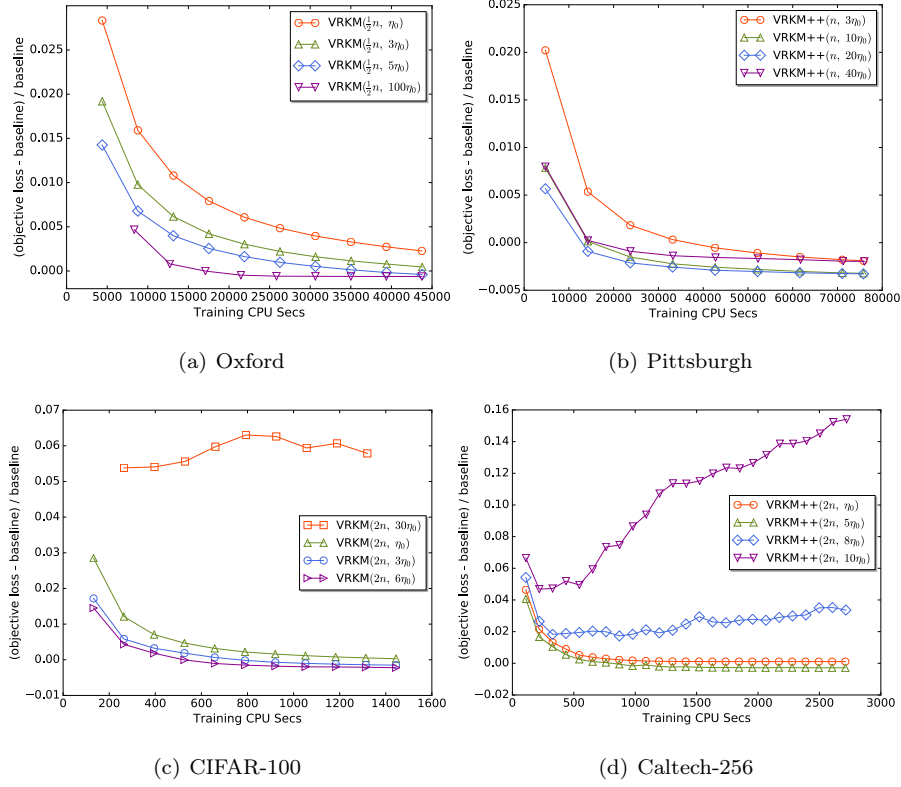 0.025
0.020
0.015
0.010
0.005
0.000
(objective loss - baseline) / baseline
0 5000 10000 15000 20000 25000 30000 35000 40000 45000
Training CPU Secs
VRKM(½n, η₀)
VRKM(½n, 3η₀)
VRKM(½n, 5η₀)
VRKM(½n, 100η₀)
(a) Oxford
0.025
0.020
0.015
0.010
0.005
0.000
−0.005
(objective loss - baseline) / baseline
0 10000 20000 30000 40000 50000 60000 70000 80000
Training CPU Secs
VRKM++(n, 3η₀)
VRKM++(n, 10η₀)
VRKM++(n, 20η₀)
VRKM++(n, 40η₀)
(b) Pittsburgh
0.07
0.06
0.05
0.04
0.03
0.02
0.01
0.00
−0.01
(objective loss - baseline) / baseline
0 200 400 600 800 1000 1200 1400 1600
Training CPU Secs
VRKM(2n, 30η₀)
VRKM(2n, η₀)
VRKM(2n, 3η₀)
VRKM(2n, 6η₀)
(c) CIFAR-100
0.16
0.14
0.12
0.10
0.08
0.06
0.04
0.02
0.00
−0.02
(objective loss - baseline) / baseline
0 500 1000 1500 2000 2500 3000
Training CPU Secs
VRKM++(2n, η₀)
VRKM++(2n, 5η₀)
VRKM++(2n, 8η₀)
VRKM++(2n, 10η₀)
(d) Caltech-256